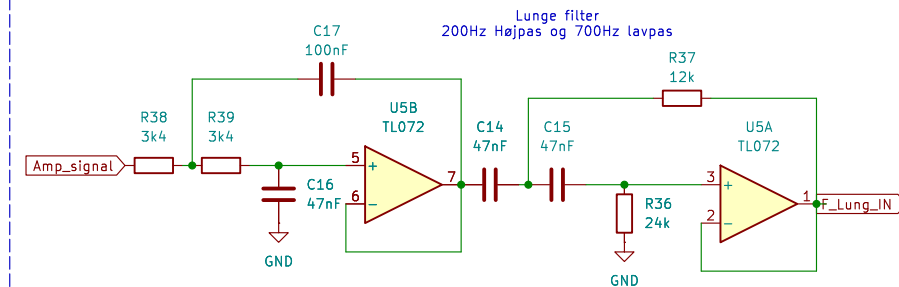 Lunge filter
200Hz Højpas og 700Hz lavpas
C17
100nF
R37
12k
R38
3k4
R39
3k4
U5B
TL072
C14
47nF
C15
47nF
U5A
TL072
Amp_signal
5
+
6
−
7
C16
47nF
GND
3
+
2
−
1
F_Lung_IN
R36
24k
GND